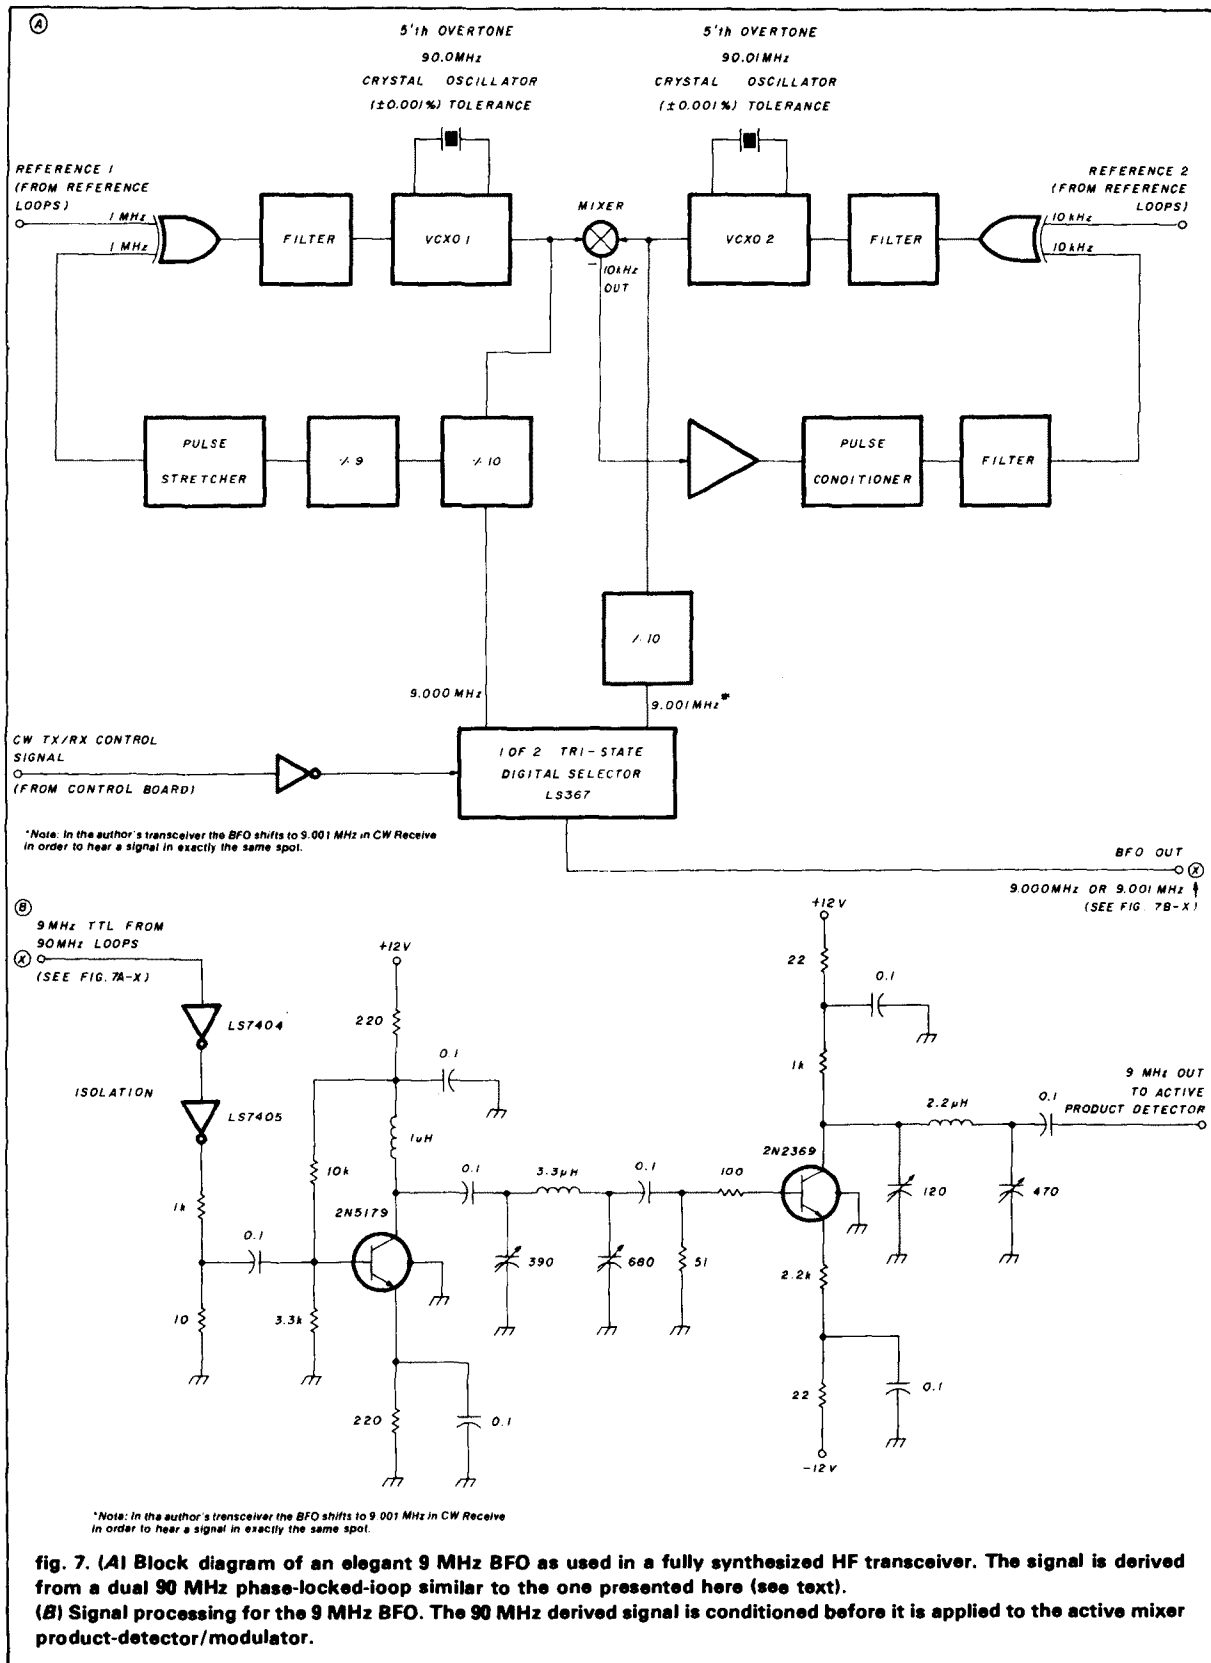 A
5'th OVERTONE
90.0MHz
CRYSTAL OSCILLATOR
(±0.001%) TOLERANCE
5'th OVERTONE
90.01MHz
CRYSTAL OSCILLATOR
(±0.001%) TOLERANCE
REFERENCE 1
(FROM REFERENCE
LOOPS)
1 MHz
1 MHz
FILTER
VCXO 1
MIXER
–
10kHz
OUT
VCXO 2
FILTER
REFERENCE 2
(FROM REFERENCE
LOOPS)
10kHz
10kHz
PULSE
STRETCHER
⁒ 9
⁒ 10
PULSE
CONDITIONER
FILTER
⁒ 10
9.000 MHz
9.001 MHz*
CW TX/RX CONTROL
SIGNAL
(FROM CONTROL BOARD)
1 OF 2 TRI-STATE
DIGITAL SELECTOR
LS367
*Note: In the author's transceiver the BFO shifts to 9.001 MHz in CW Receive
in order to hear a signal in exactly the same spot.
BFO OUT
X
9.000MHz OR 9.001 MHz
(SEE FIG. 7B-X)
B
9 MHz TTL FROM
90MHz LOOPS
X
(SEE FIG. 7A-X)
LS7404
ISOLATION
LS7405
1k
0.1
10
+12V
220
0.1
1uH
10k
2N5179
3.3k
220
0.1
0.1
3.3µH
0.1
390
680
51
100
+12V
22
0.1
1k
2N2369
2.2k
22
0.1
-12V
2.2µH
0.1
120
470
9 MHz OUT
TO ACTIVE
PRODUCT DETECTOR
*Note: In the author's transceiver the BFO shifts to 9 001 MHz in CW Receive
in order to hear a signal in exactly the same spot.
fig. 7. (A) Block diagram of an elegant 9 MHz BFO as used in a fully synthesized HF transceiver. The signal is derived
from a dual 90 MHz phase-locked-loop similar to the one presented here (see text).
(B) Signal processing for the 9 MHz BFO. The 90 MHz derived signal is conditioned before it is applied to the active mixer
product-detector/modulator.